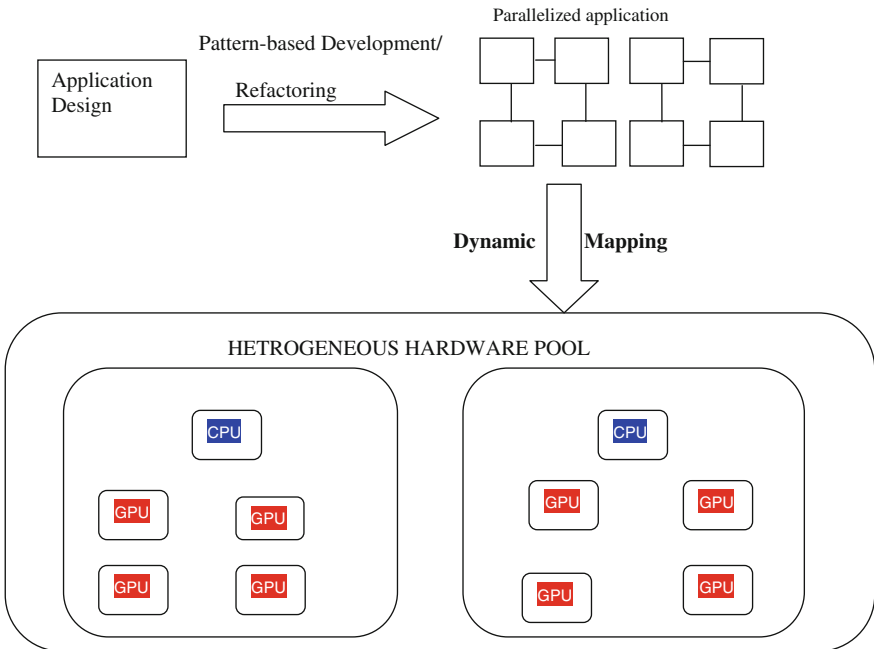 Parallelized application
Pattern-based Development/
Application
Design
Refactoring
Dynamic Mapping
HETROGENEOUS HARDWARE POOL
CPU
CPU
GPU
GPU
GPU
GPU
GPU
GPU
GPU
GPU